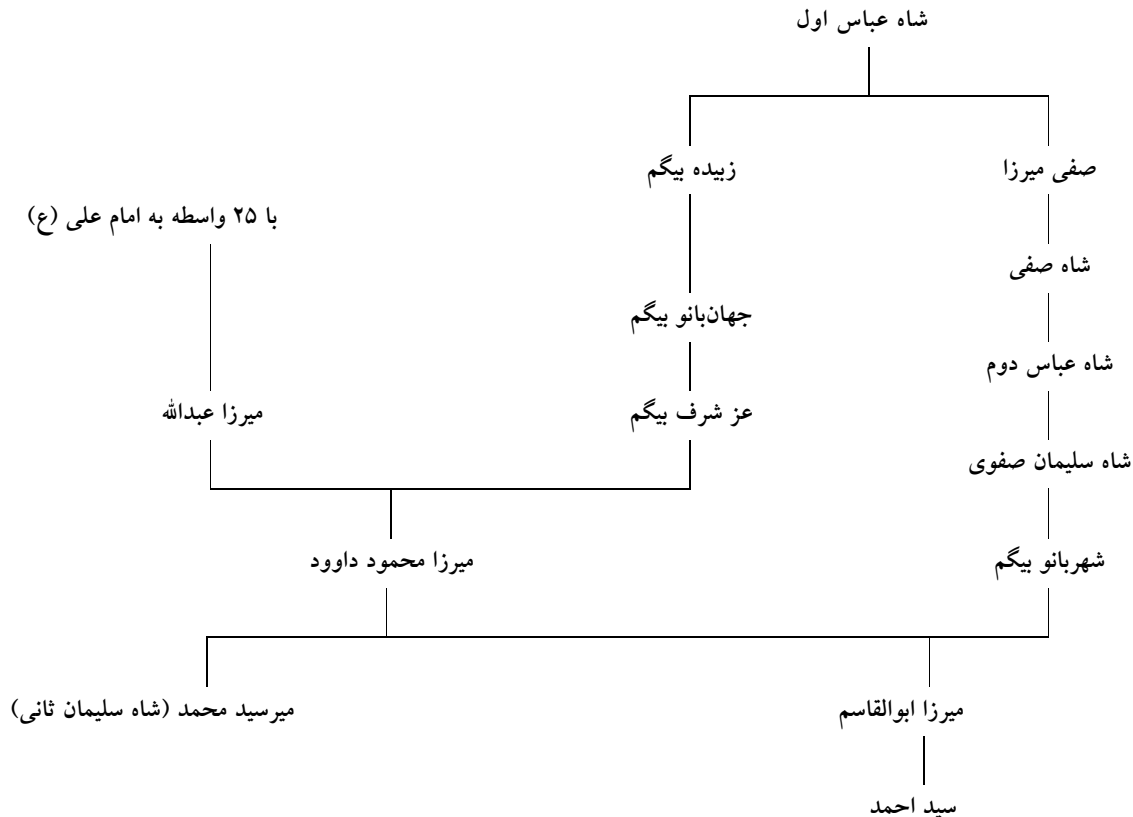 شاه عباس اول
صفی میرزا
زبیده بیگم
با ۲۵ واسطه به امام علی (ع)
شاه صفی
جهان‌بانو بیگم
شاه عباس دوم
عز شرف بیگم
میرزا عبدالله
شاه سلیمان صفوی
شهربانو بیگم
میرزا محمود داوود
میرزا ابوالقاسم
میرسید محمد (شاه سلیمان ثانی)
سید احمد